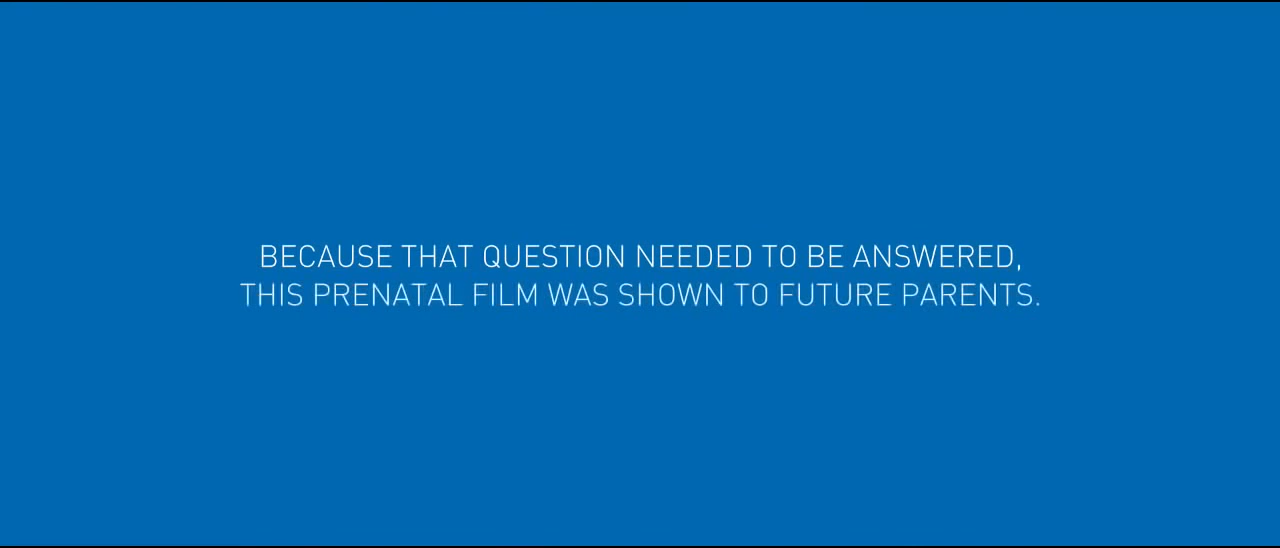 BECAUSE THAT QUESTION NEEDED TO BE ANSWERED,
THIS PRENATAL FILM WAS SHOWN TO FUTURE PARENTS.